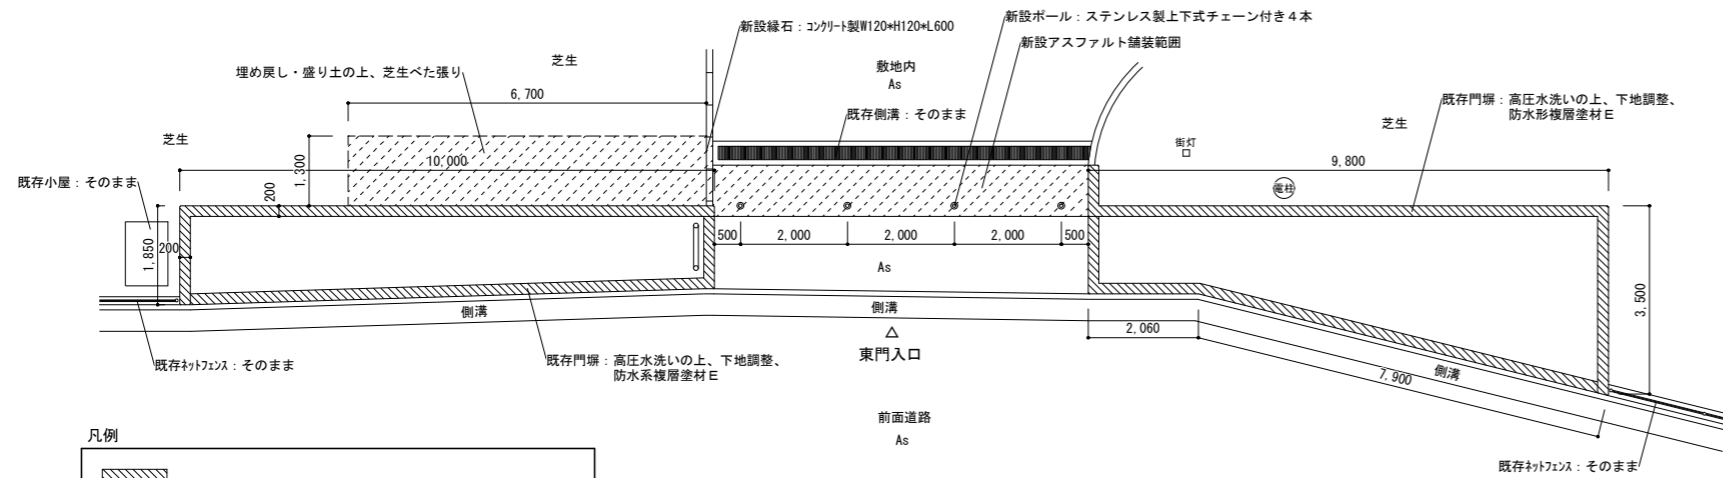 新設縁石：ｺﾝｸﾘｰﾄ製W120*H120*L600
新設ポール：ステンレス製上下式チェーン付き４本
新設アスファルト舗装範囲
芝生
埋め戻し・盛り土の上、芝生べた張り
敷地内
As
6,700
既存側溝：そのまま
既存門塀：高圧水洗いの上、下地調整、
防水形複層塗材Ｅ
芝生
芝生
街灯
10,000
1,300
9,800
既存小屋：そのまま
200
電柱
1,850
200
500
2,000
2,000
2,000
500
As
3,500
側溝
側溝
2,060
東門入口
既存ﾈｯﾄﾌｪﾝｽ：そのまま
既存門塀：高圧水洗いの上、下地調整、
防水系複層塗材Ｅ
7,900
側溝
前面道路
As
凡例
既存ﾈｯﾄﾌｪﾝｽ：そのまま